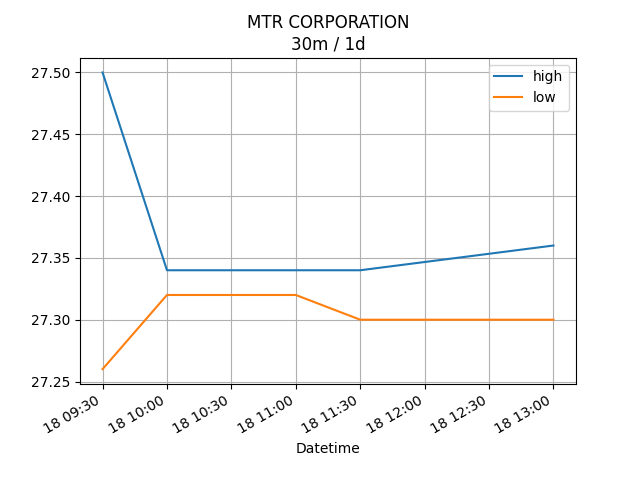 MTR CORPORATION
30m / 1d
high
low
27.50
27.45
27.40
27.35
27.30
27.25
18 09:30
18 10:00
18 10:30
18 11:00
18 11:30
18 12:00
18 12:30
18 13:00
Datetime